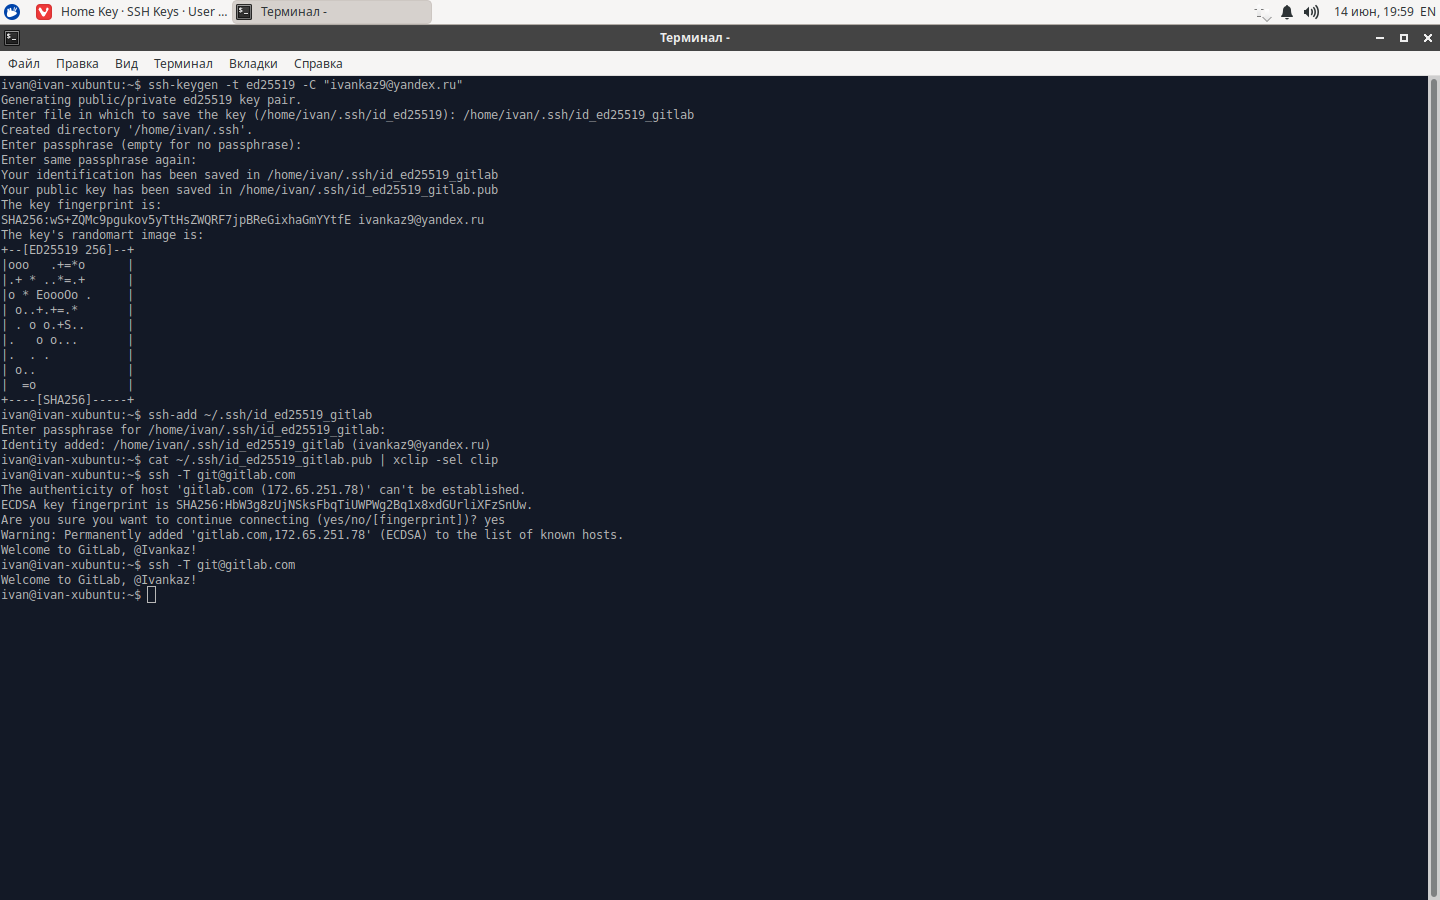 Home Key · SSH Keys · User ...
Терминал -
14 июн, 19:59 EN
Терминал -
Файл Правка Вид Терминал Вкладки Справка
ivan@ivan-xubuntu:~$ ssh-keygen -t ed25519 -C "ivankaz9@yandex.ru"
Generating public/private ed25519 key pair.
Enter file in which to save the key (/home/ivan/.ssh/id_ed25519): /home/ivan/.ssh/id_ed25519_gitlab
Created directory '/home/ivan/.ssh'.
Enter passphrase (empty for no passphrase):
Enter same passphrase again:
Your identification has been saved in /home/ivan/.ssh/id_ed25519_gitlab
Your public key has been saved in /home/ivan/.ssh/id_ed25519_gitlab.pub
The key fingerprint is:
SHA256:wS+ZQMc9pgukov5yTtHsZWQRF7jpBReGixhaGmYYtfE ivankaz9@yandex.ru
The key's randomart image is:
+--[ED25519 256]--+
|ooo   .+=*o      |
|.+ * ..*=.+      |
|o * EoooOo .     |
| o..+.+=.*       |
| . o o.+S..      |
|.   o o...       |
|.  . .           |
| o..             |
|  =o             |
+----[SHA256]-----+
ivan@ivan-xubuntu:~$ ssh-add ~/.ssh/id_ed25519_gitlab
Enter passphrase for /home/ivan/.ssh/id_ed25519_gitlab:
Identity added: /home/ivan/.ssh/id_ed25519_gitlab (ivankaz9@yandex.ru)
ivan@ivan-xubuntu:~$ cat ~/.ssh/id_ed25519_gitlab.pub | xclip -sel clip
ivan@ivan-xubuntu:~$ ssh -T git@gitlab.com
The authenticity of host 'gitlab.com (172.65.251.78)' can't be established.
ECDSA key fingerprint is SHA256:HbW3g8zUjNSksFbqTiUWPWg2Bq1x8xdGUrliXFzSnUw.
Are you sure you want to continue connecting (yes/no/[fingerprint])? yes
Warning: Permanently added 'gitlab.com,172.65.251.78' (ECDSA) to the list of known hosts.
Welcome to GitLab, @Ivankaz!
ivan@ivan-xubuntu:~$ ssh -T git@gitlab.com
Welcome to GitLab, @Ivankaz!
ivan@ivan-xubuntu:~$